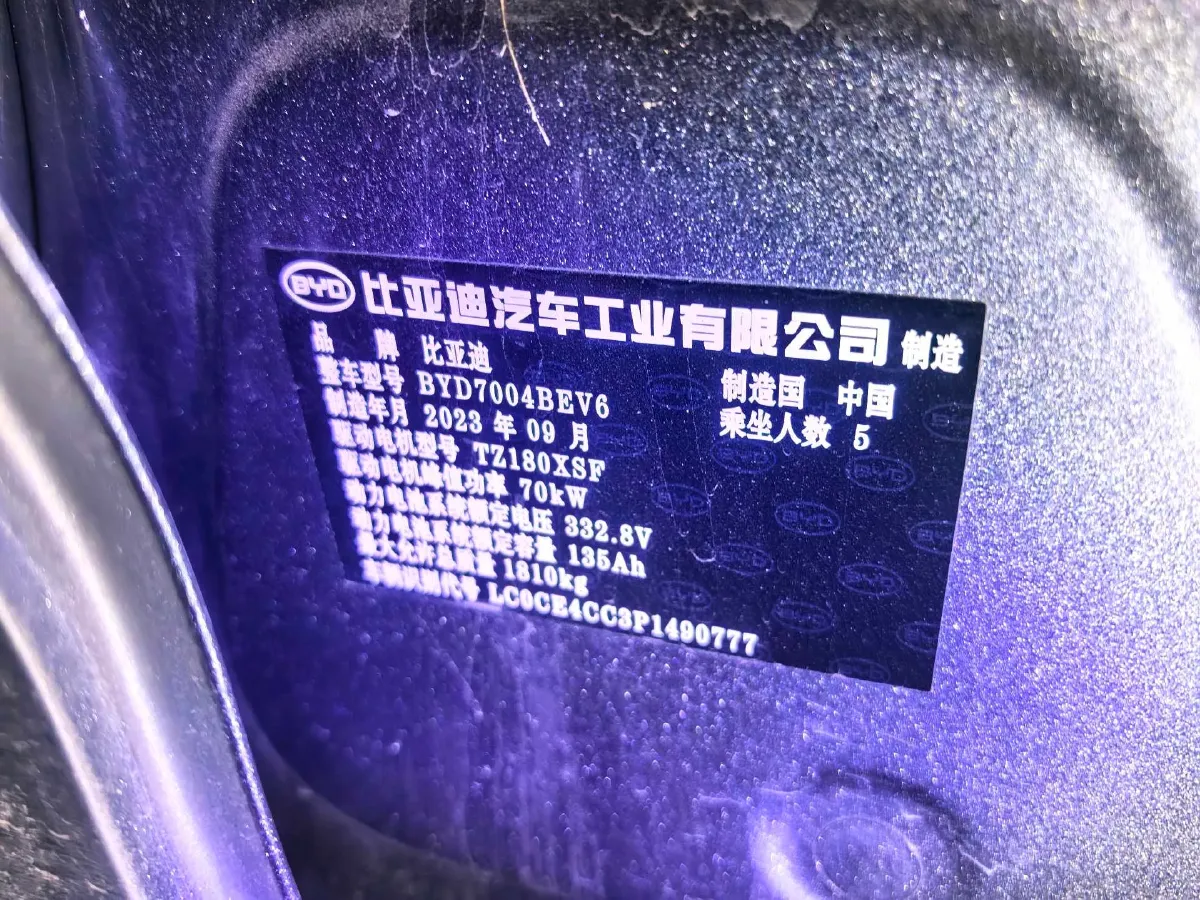 BYD 比亚迪汽车工业有限公司 制造
品牌 比亚迪 制造国 中国
整车型号 BYD7004BEV6 乘坐人数 5
制造年月 2023 年 09 月
驱动电机型号 TZ180XSF
驱动电机峰值功率 70kW
动力电池系统额定电压 332.8V
动力电池系统额定容量 135Ah
最大允许总质量 1810kg
车辆识别代号 LC0CE4CC3P1490777